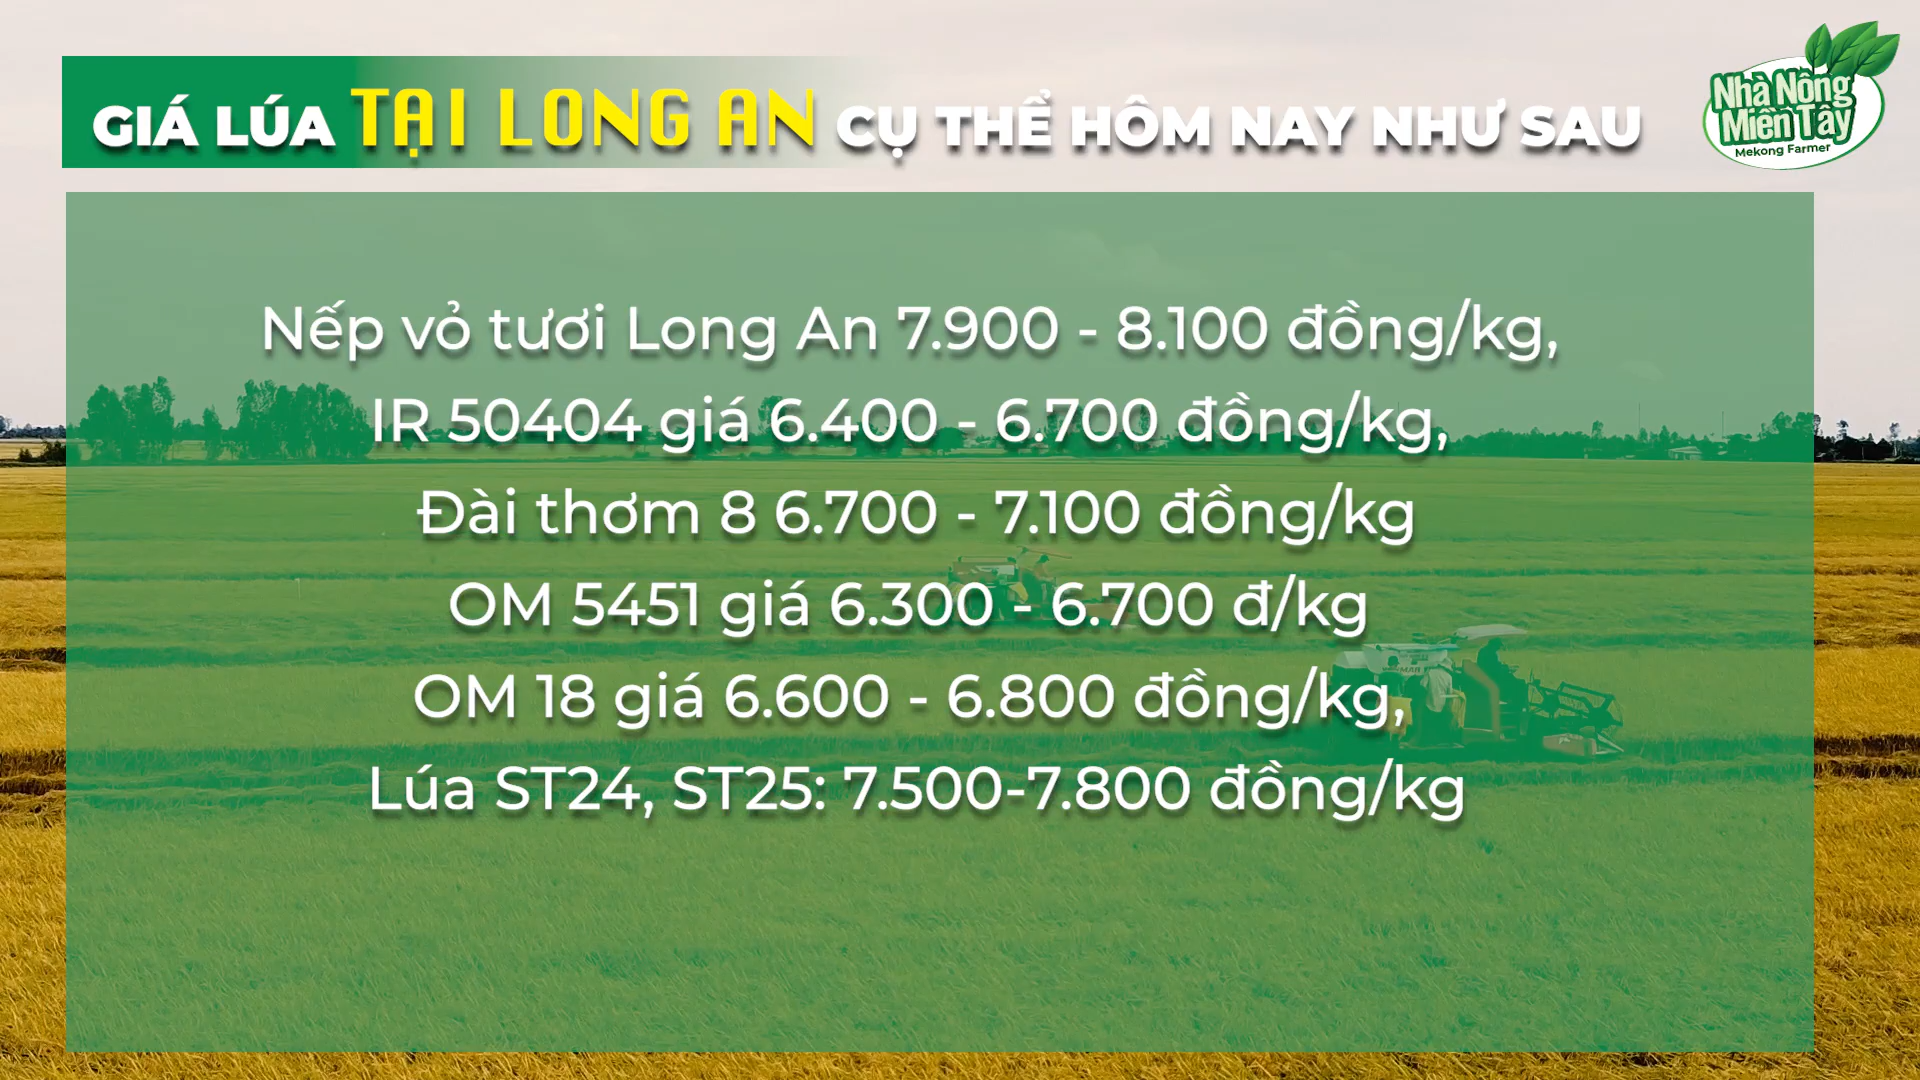 GIÁ LÚA TẠI LONG AN CỤ THỂ HÔM NAY NHƯ SAU
Nhà Nông
Miền Tây
Mekong Farmer
Nếp vỏ tươi Long An 7.900 - 8.100 đồng/kg,
IR 50404 giá 6.400 - 6.700 đồng/kg,
Đài thơm 8 6.700 - 7.100 đồng/kg
OM 5451 giá 6.300 - 6.700 đ/kg
OM 18 giá 6.600 - 6.800 đồng/kg,
Lúa ST24, ST25: 7.500-7.800 đồng/kg